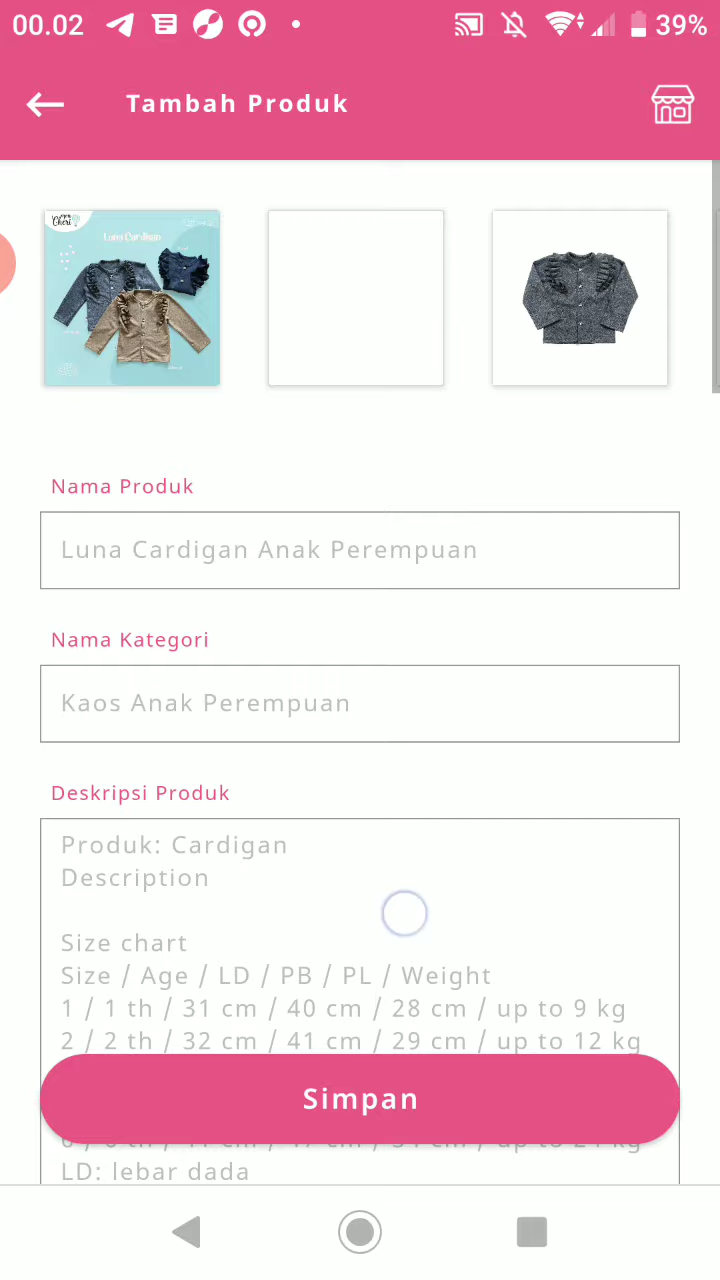 00.02
39%
Tambah Produk
Cheri
Luna Cardigan
Nama Produk
Luna Cardigan Anak Perempuan
Nama Kategori
Kaos Anak Perempuan
Deskripsi Produk
Produk: Cardigan
Description
Size chart
Size / Age / LD / PB / PL / Weight
1 / 1 th / 31 cm / 40 cm / 28 cm / up to 9 kg
2 / 2 th / 32 cm / 41 cm / 29 cm / up to 12 kg
Simpan
LD: lebar dada